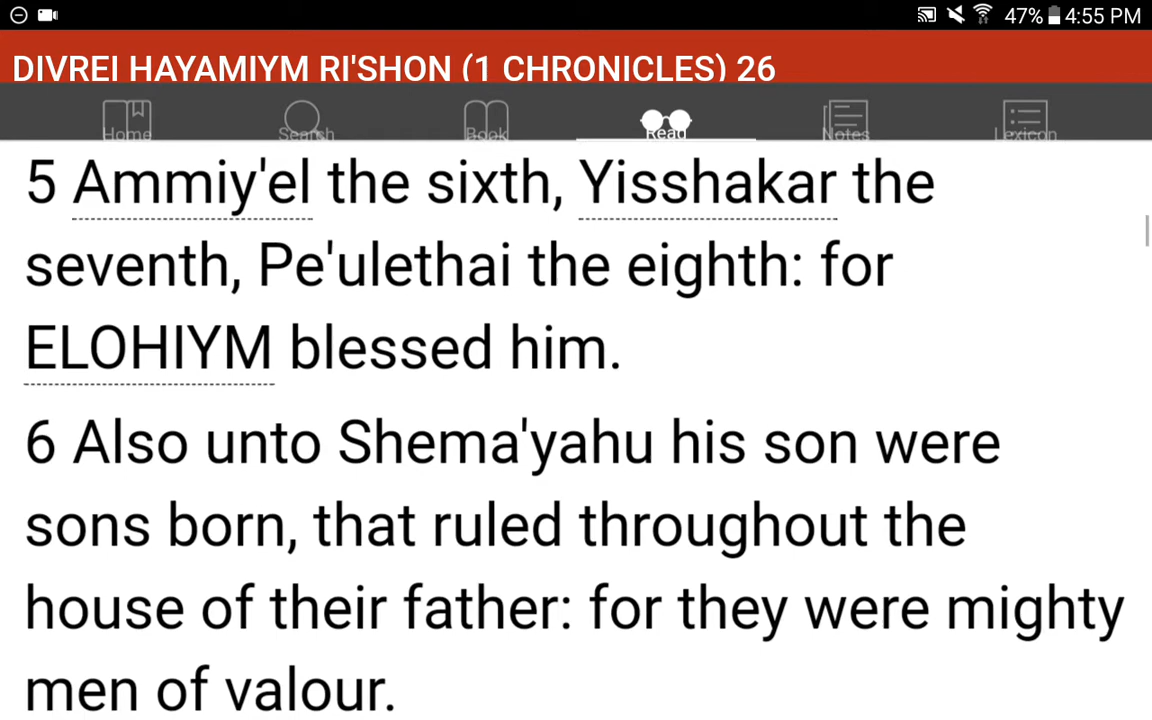 47% 4:55 PM
DIVREI HAYAMIYM RI'SHON (1 CHRONICLES) 26
Home Search Book Read Notes Lexicon
5 Ammiy'el the sixth, Yisshakar the
seventh, Pe'ulethai the eighth: for
ELOHIYM blessed him.
6 Also unto Shema'yahu his son were
sons born, that ruled throughout the
house of their father: for they were mighty
men of valour.